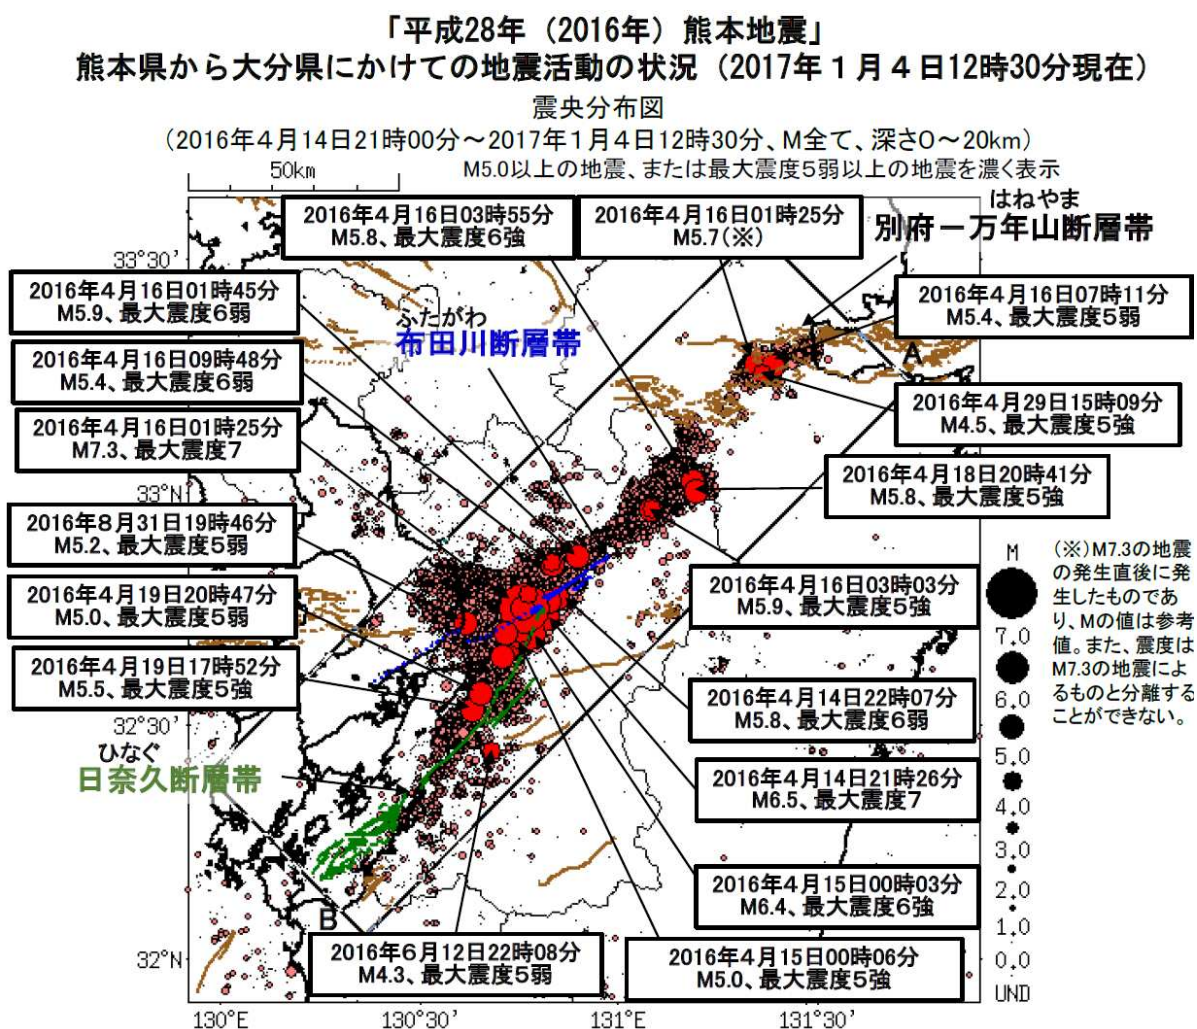 「平成28年（2016年）熊本地震」
熊本県から大分県にかけての地震活動の状況（2017年１月４日12時30分現在）
震央分布図
（2016年４月14日21時00分～2017年１月４日12時30分、M全て、深さ0～20km）
M5.0以上の地震、または最大震度５弱以上の地震を濃く表示
50km
はねやま
別府－万年山断層帯
2016年４月16日03時55分
M5.8、最大震度６強
2016年４月16日01時25分
M5.7（※）
33°30'
2016年４月16日01時45分
M5.9、最大震度６弱
2016年４月16日07時11分
M5.4、最大震度５弱
ふたがわ
布田川断層帯
A
2016年４月16日09時48分
M5.4、最大震度６弱
2016年４月29日15時09分
M4.5、最大震度５強
2016年４月16日01時25分
M7.3、最大震度７
2016年４月18日20時41分
M5.8、最大震度５強
33°N
2016年８月31日19時46分
M5.2、最大震度５弱
2016年４月16日03時03分
M5.9、最大震度５強
2016年４月19日20時47分
M5.0、最大震度５弱
2016年４月19日17時52分
M5.5、最大震度５強
2016年４月14日22時07分
M5.8、最大震度６弱
32°30'
ひなぐ
日奈久断層帯
2016年４月14日21時26分
M6.5、最大震度７
2016年４月15日00時03分
M6.4、最大震度６強
B
2016年６月12日22時08分
M4.3、最大震度５弱
2016年４月15日00時06分
M5.0、最大震度５強
32°N
130°E
130°30'
131°E
131°30'
M
7.0
6.0
5.0
4.0
3.0
2.0
1.0
0.0
UND
（※）M7.3の地震
の発生直後に発
生したものであ
り、Mの値は参考
値。また、震度は
M7.3の地震によ
るものと分離する
ことができない。